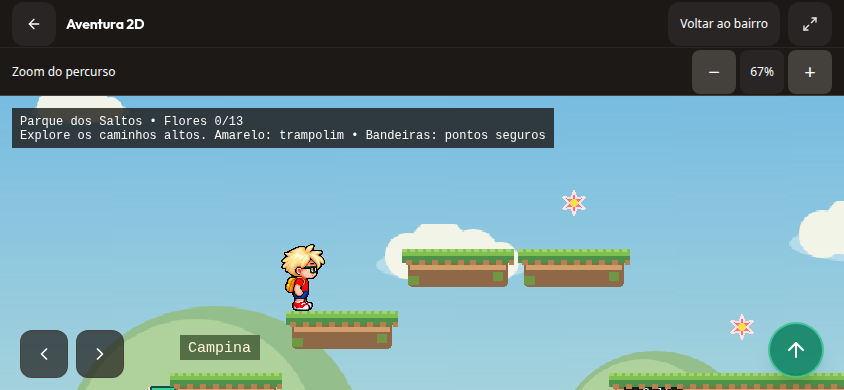 Aventura 2D
Voltar ao bairro
Zoom do percurso
− 67% +
Parque dos Saltos • Flores 0/13
Explore os caminhos altos. Amarelo: trampolim • Bandeiras: pontos seguros
Campina